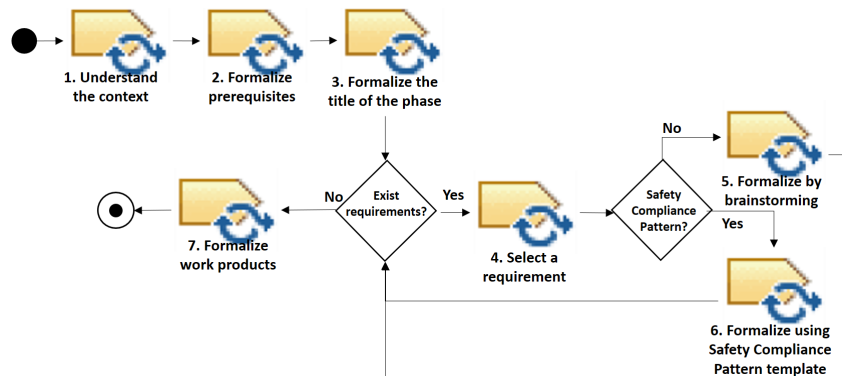 1. Understand
the context
2. Formalize
prerequisites
3. Formalize the
title of the phase
No
Exist
requirements?
Yes
4. Select a
requirement
Safety
Compliance
Pattern?
No
5. Formalize by
brainstorming
Yes
6. Formalize using
Safety Compliance
Pattern template
7. Formalize
work products